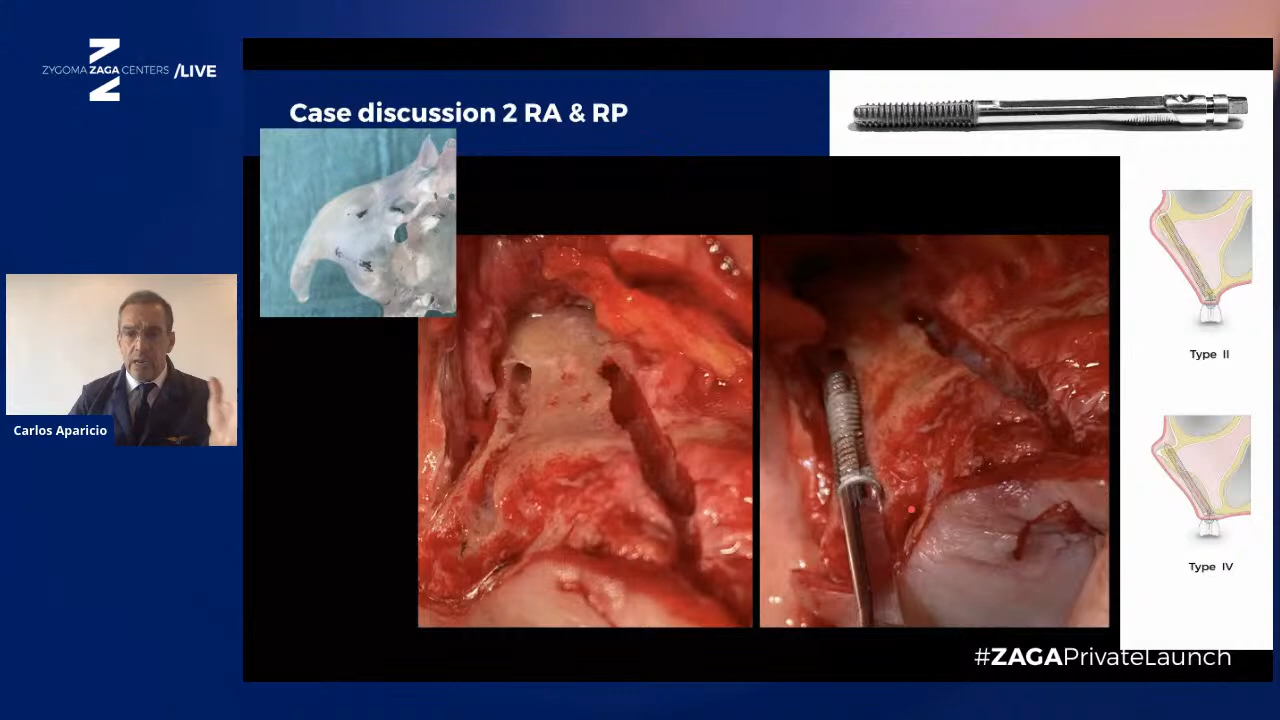 ZYGOMA ZAGA CENTERS /LIVE
Case discussion 2 RA & RP
Type II
Carlos Aparicio
Type IV
#ZAGAPrivateLaunch